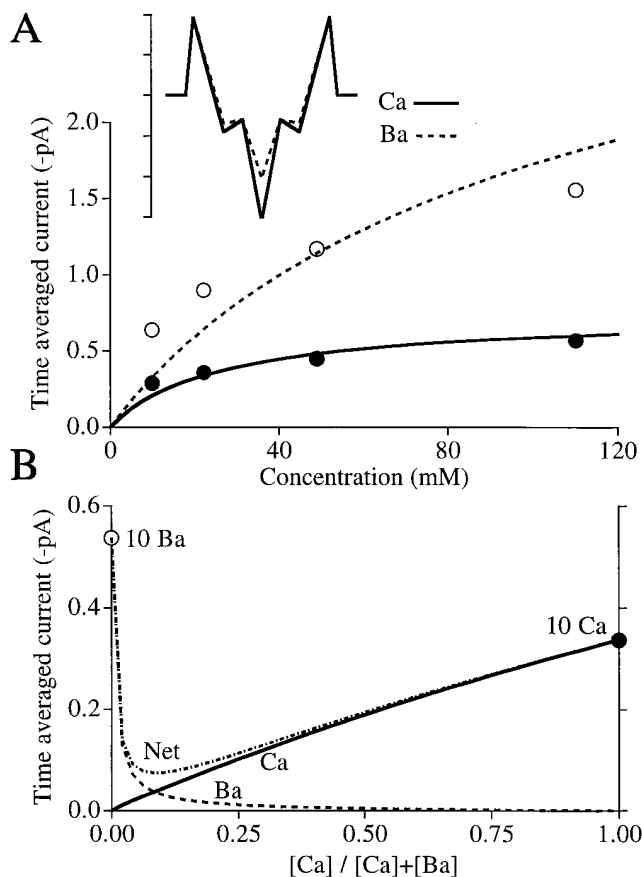 A
Ca
Ba
Time averaged current (-pA)
2.0
1.5
1.0
0.5
0.0
0
40
80
120
Concentration (mM)
B
Time averaged current (-pA)
0.6
0.4
0.2
0.0
10 Ba
10 Ca
Net
Ca
Ba
0.00
0.25
0.50
0.75
1.00
[Ca] / [Ca]+[Ba]